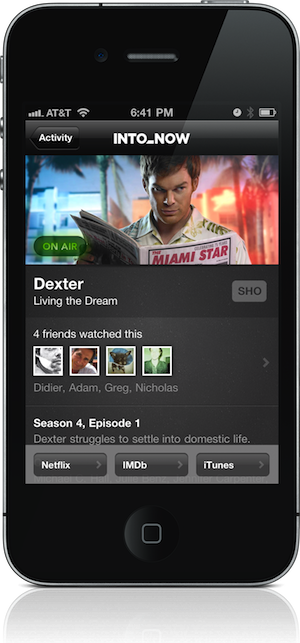 AT&T 6:41 PM
Activity INTO_NOW
MIAMI STAR
ON AIR
Dexter
SHO
Living the Dream
4 friends watched this
Didier, Adam, Greg, Nicholas
Season 4, Episode 1
Dexter struggles to settle into domestic life.
Netflix IMDb iTunes